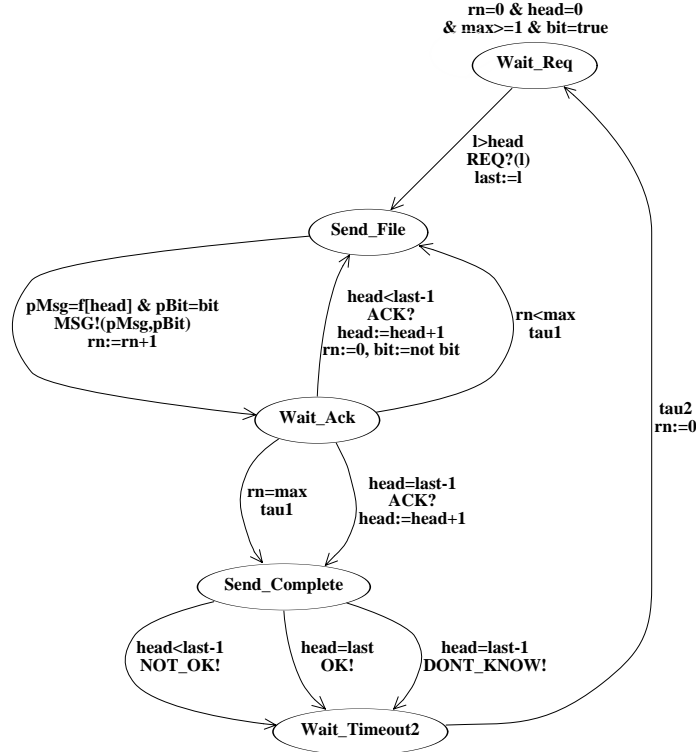 rn=0 & head=0
& max>=1 & bit=true
Wait_Req
l>head
REQ?(l)
last:=l
Send_File
pMsg=f[head] & pBit=bit
MSG!(pMsg,pBit)
rn:=rn+1
head<last-1
ACK?
head:=head+1
rn:=0, bit:=not bit
rn<max
tau1
Wait_Ack
tau2
rn:=0
rn=max
tau1
head=last-1
ACK?
head:=head+1
Send_Complete
head<last-1
NOT_OK!
head=last
OK!
head=last-1
DONT_KNOW!
Wait_Timeout2